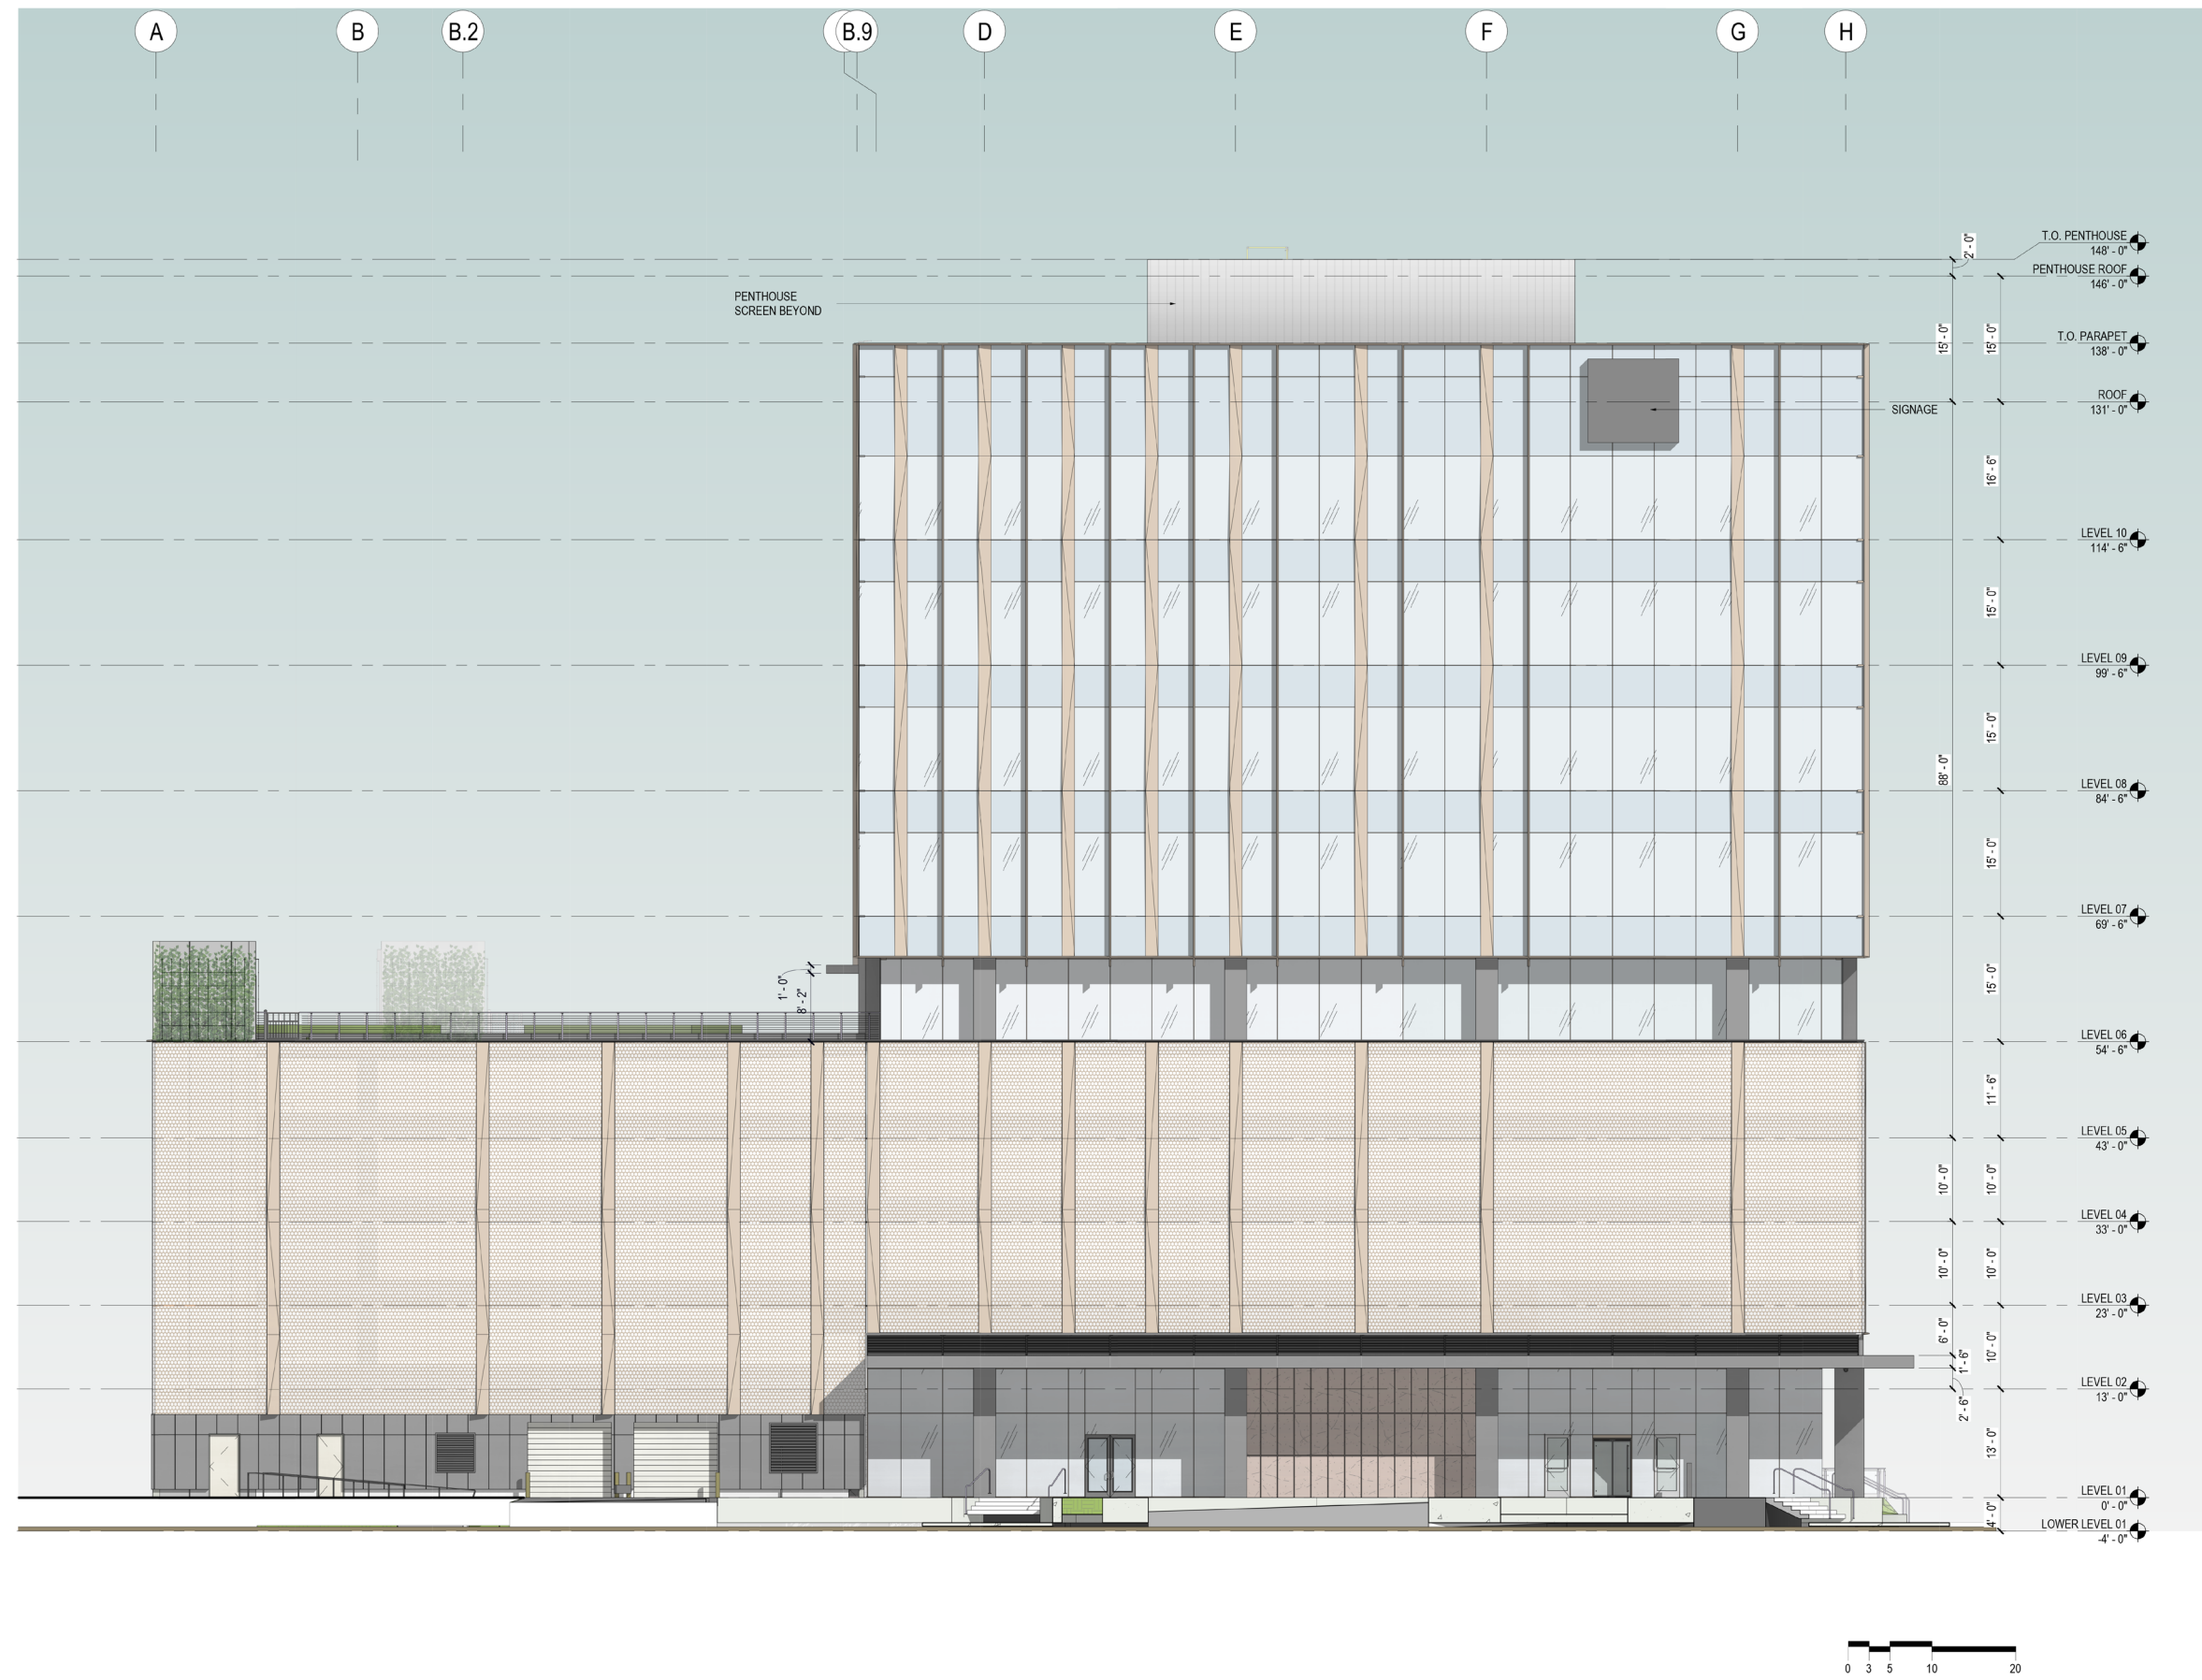 A
B
B.2
B.9
D
E
F
G
H
T.O. PENTHOUSE
148' - 0"
2' - 0"
PENTHOUSE ROOF
146' - 0"
PENTHOUSE
SCREEN BEYOND
15' - 0"
15' - 0"
T.O. PARAPET
138' - 0"
ROOF
131' - 0"
SIGNAGE
16' - 6"
LEVEL 10
114' - 6"
15' - 0"
LEVEL 09
99' - 6"
15' - 0"
88' - 0"
LEVEL 08
84' - 6"
15' - 0"
LEVEL 07
69' - 6"
15' - 0"
1' - 0"
8' - 2"
LEVEL 06
54' - 6"
11' - 6"
LEVEL 05
43' - 0"
10' - 0"
10' - 0"
LEVEL 04
33' - 0"
10' - 0"
10' - 0"
LEVEL 03
23' - 0"
6' - 0"
10' - 0"
1' - 6"
LEVEL 02
13' - 0"
2' - 6"
13' - 0"
LEVEL 01
0' - 0"
4' - 0"
LOWER LEVEL 01
-4' - 0"
0 3 5 10 20